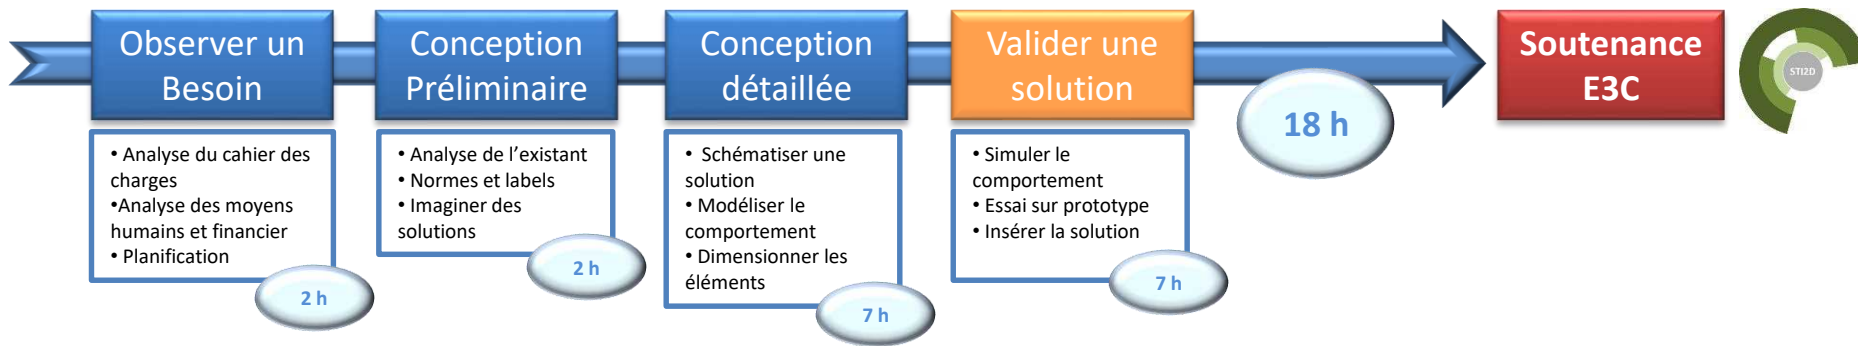 Observer un
Besoin
• Analyse du cahier des
charges
•Analyse des moyens
humains et financier
• Planification
2 h
Conception
Préliminaire
• Analyse de l’existant
• Normes et labels
• Imaginer des
solutions
2 h
Conception
détaillée
• Schématiser une
solution
• Modéliser le
comportement
• Dimensionner les
éléments
7 h
Valider une
solution
• Simuler le
comportement
• Essai sur prototype
• Insérer la solution
7 h
18 h
Soutenance
E3C
STI2D